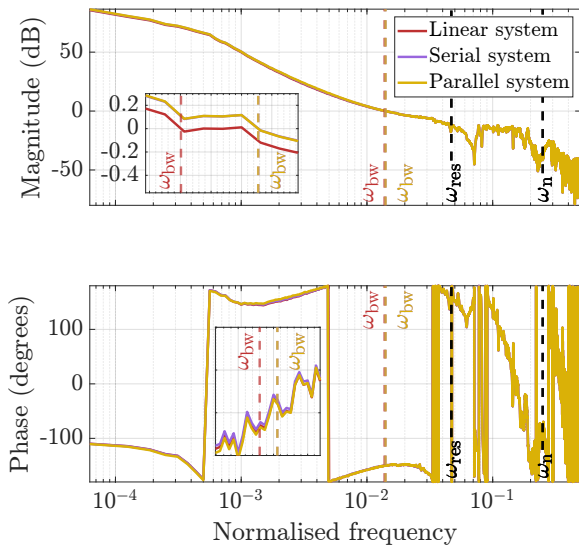 Magnitude (dB)
50
0
-50
Linear system
Serial system
Parallel system
0.2
0
-0.2
-0.4
ω_bw
ω_bw
ω_bw
ω_bw
ω_res
ω_n
Phase (degrees)
100
0
-100
ω_bw
ω_bw
ω_bw
ω_bw
ω_res
ω_n
10^-4
10^-3
10^-2
10^-1
Normalised frequency